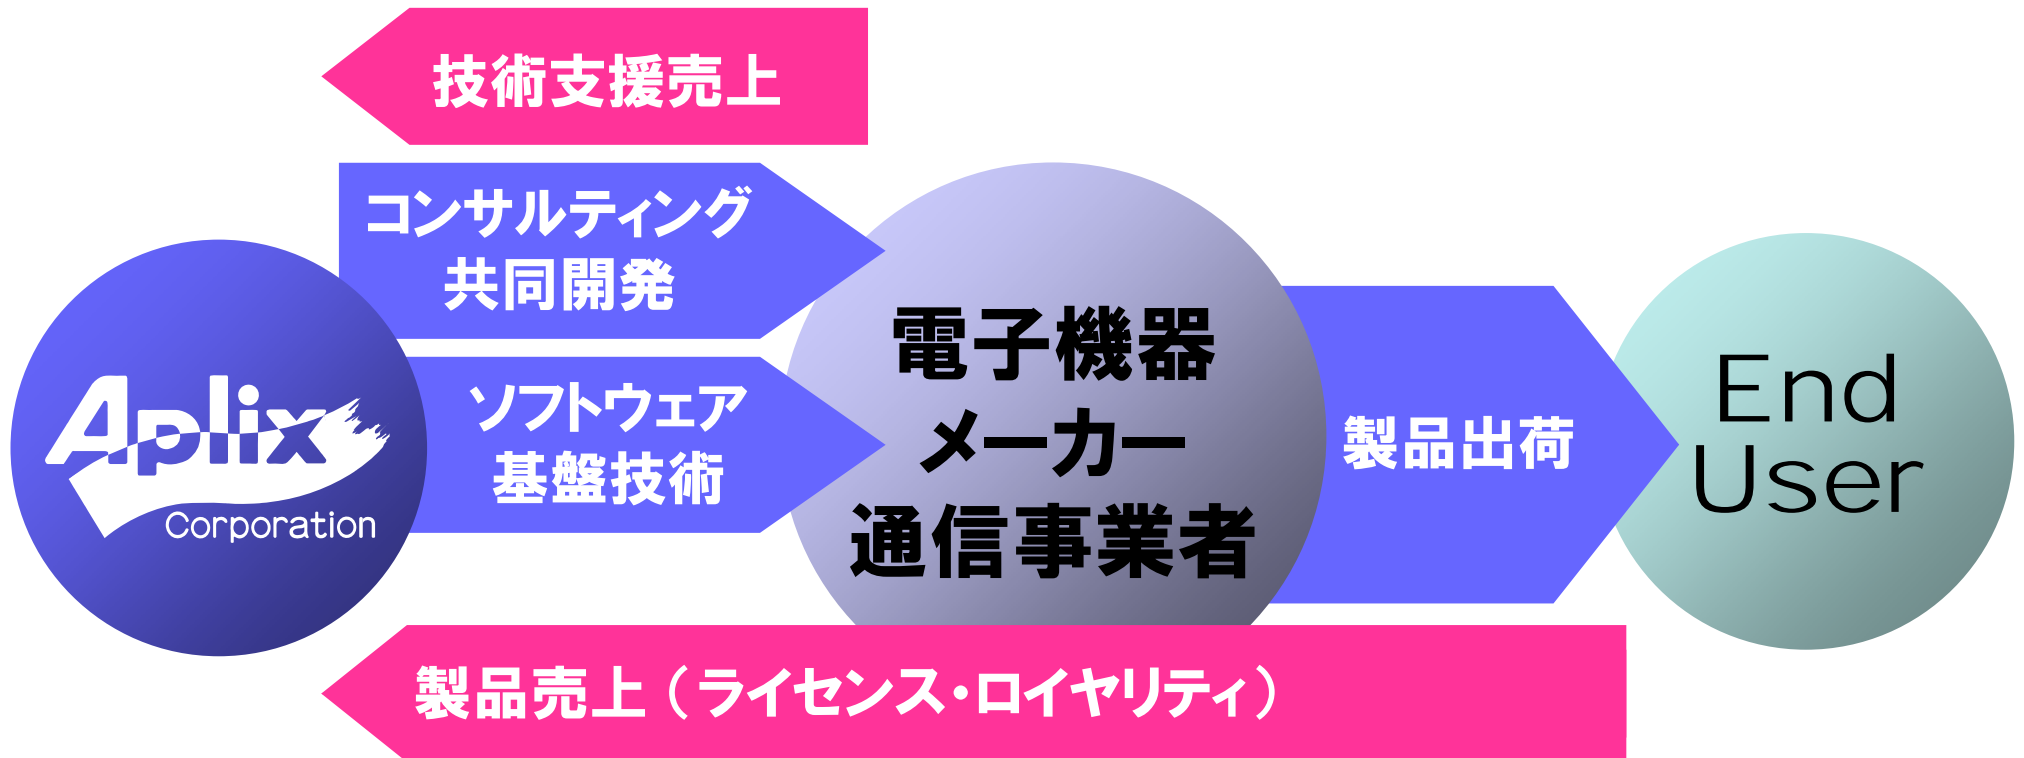 技術支援売上
コンサルティング
共同開発
Aplix
Corporation
ソフトウェア
基盤技術
電子機器
メーカー
通信事業者
製品出荷
End
User
製品売上（ライセンス・ロイヤリティ）